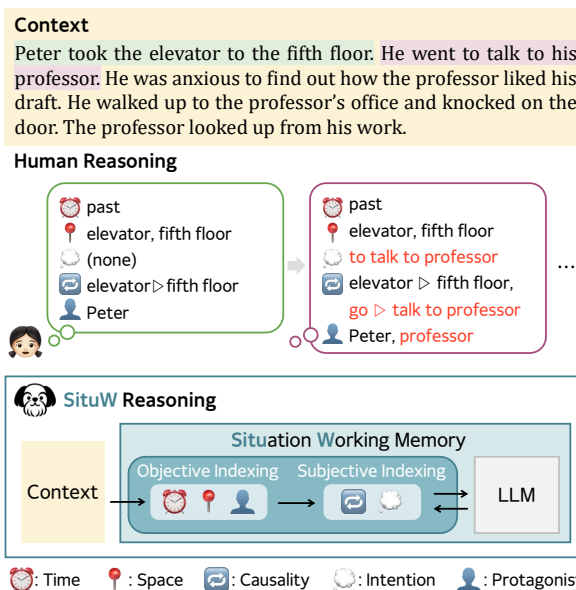 Context
Peter took the elevator to the fifth floor. He went to talk to his
professor. He was anxious to find out how the professor liked his
draft. He walked up to the professor’s office and knocked on the
door. The professor looked up from his work.
Human Reasoning
past
elevator, fifth floor
(none)
elevator▷fifth floor
Peter
past
elevator, fifth floor
to talk to professor
elevator ▷ fifth floor,
go ▷ talk to professor
Peter, professor
...
SituW Reasoning
Situation Working Memory
Objective Indexing Subjective Indexing
Context
LLM
: Time : Space : Causality : Intention : Protagonist